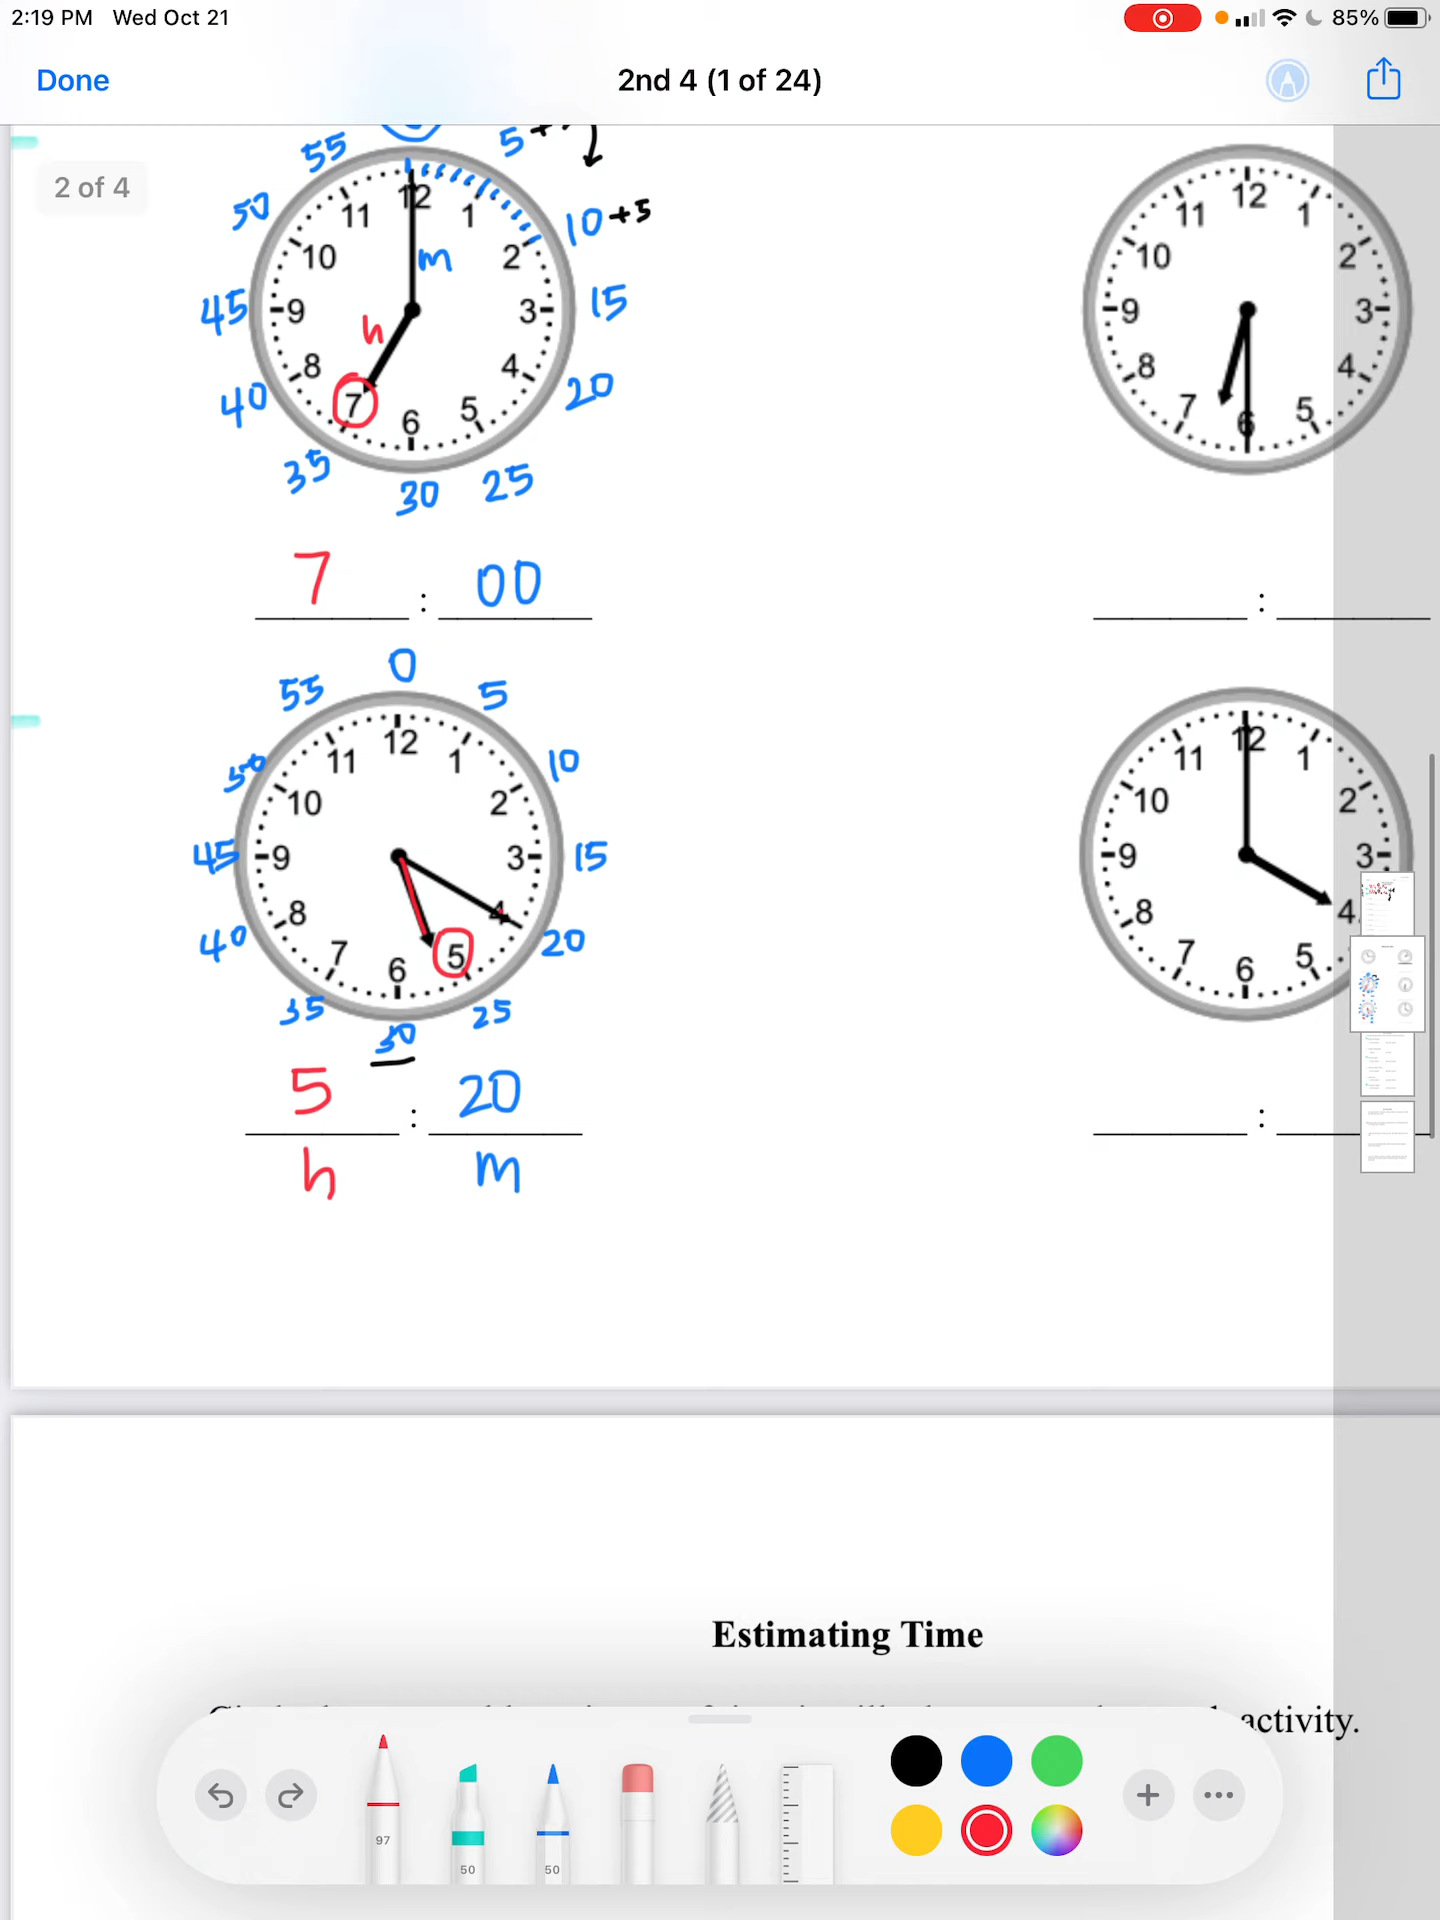 2:19 PM Wed Oct 21
85%
Done
2nd 4 (1 of 24)
2 of 4
55 5
50 10 +5
45 15
40 20
35 30 25
12 1 2 3 4 5 6 7 8 9 10 11
m
h
12 1 2 3 4 5 6 7 8 9 10 11
7 : 00
:
0
55 5
50 10
45 15
40 20
35 30 25
12 1 2 3 4 5 6 7 8 9 10 11
12 1 2 3 4 5 6 7 8 9 10 11
5 : 20
:
h m
Estimating Time
activity.
97 50 50